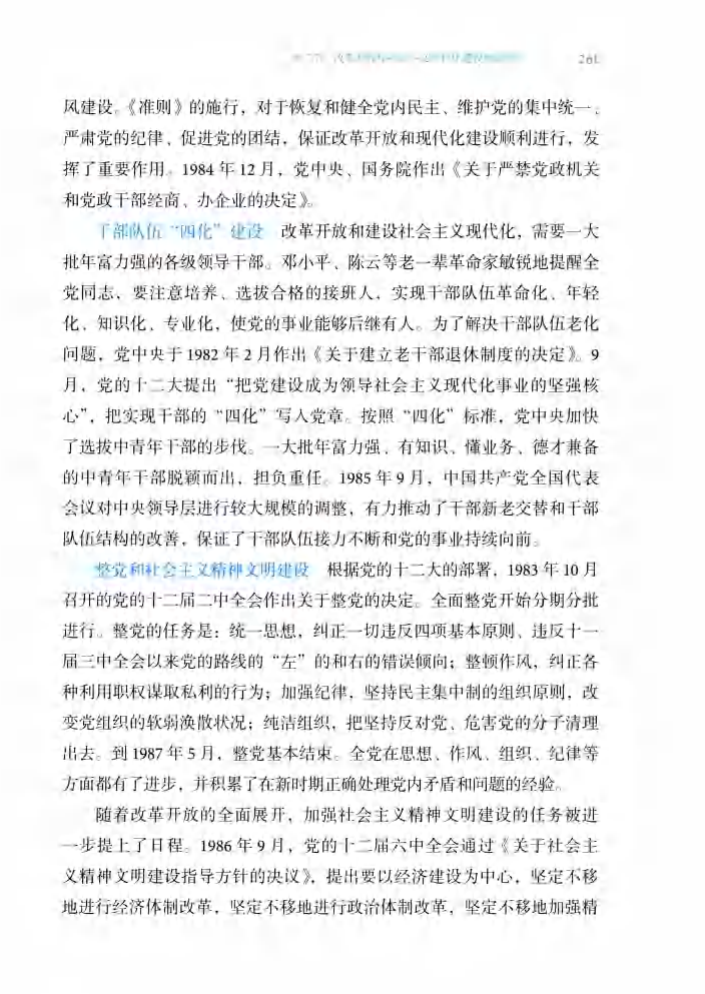 261
风建设。《准则》的施行，对于恢复和健全党内民主、维护党的集中统一、
严肃党的纪律、促进党的团结，保证改革开放和现代化建设顺利进行，发
挥了重要作用。1984 年 12 月，党中央、国务院作出《关于严禁党政机关
和党政干部经商、办企业的决定》。
干部队伍“四化”建设　改革开放和建设社会主义现代化，需要一大
批年富力强的各级领导干部。邓小平、陈云等老一辈革命家敏锐地提醒全
党同志，要注意培养、选拔合格的接班人，实现干部队伍革命化、年轻
化、知识化、专业化，使党的事业能够后继有人。为了解决干部队伍老化
问题，党中央于 1982 年 2 月作出《关于建立老干部退休制度的决定》。9
月，党的十二大提出“把党建设成为领导社会主义现代化事业的坚强核
心”，把实现干部的“四化”写入党章。按照“四化”标准，党中央加快
了选拔中青年干部的步伐。一大批年富力强、有知识、懂业务、德才兼备
的中青年干部脱颖而出，担负重任。1985 年 9 月，中国共产党全国代表
会议对中央领导层进行较大规模的调整，有力推动了干部新老交替和干部
队伍结构的改善，保证了干部队伍接力不断和党的事业持续向前。
整党和社会主义精神文明建设　根据党的十二大的部署，1983 年 10 月
召开的党的十二届二中全会作出关于整党的决定。全面整党开始分期分批
进行。整党的任务是：统一思想，纠正一切违反四项基本原则、违反十一
届三中全会以来党的路线的“左”的和右的错误倾向；整顿作风，纠正各
种利用职权谋取私利的行为；加强纪律，坚持民主集中制的组织原则，改
变党组织的软弱涣散状况；纯洁组织，把坚持反对党、危害党的分子清理
出去。到 1987 年 5 月，整党基本结束。全党在思想、作风、组织、纪律等
方面都有了进步，并积累了在新时期正确处理党内矛盾和问题的经验。
随着改革开放的全面展开，加强社会主义精神文明建设的任务被进
一步提上了日程。1986 年 9 月，党的十二届六中全会通过《关于社会主
义精神文明建设指导方针的决议》，提出要以经济建设为中心，坚定不移
地进行经济体制改革，坚定不移地进行政治体制改革，坚定不移地加强精